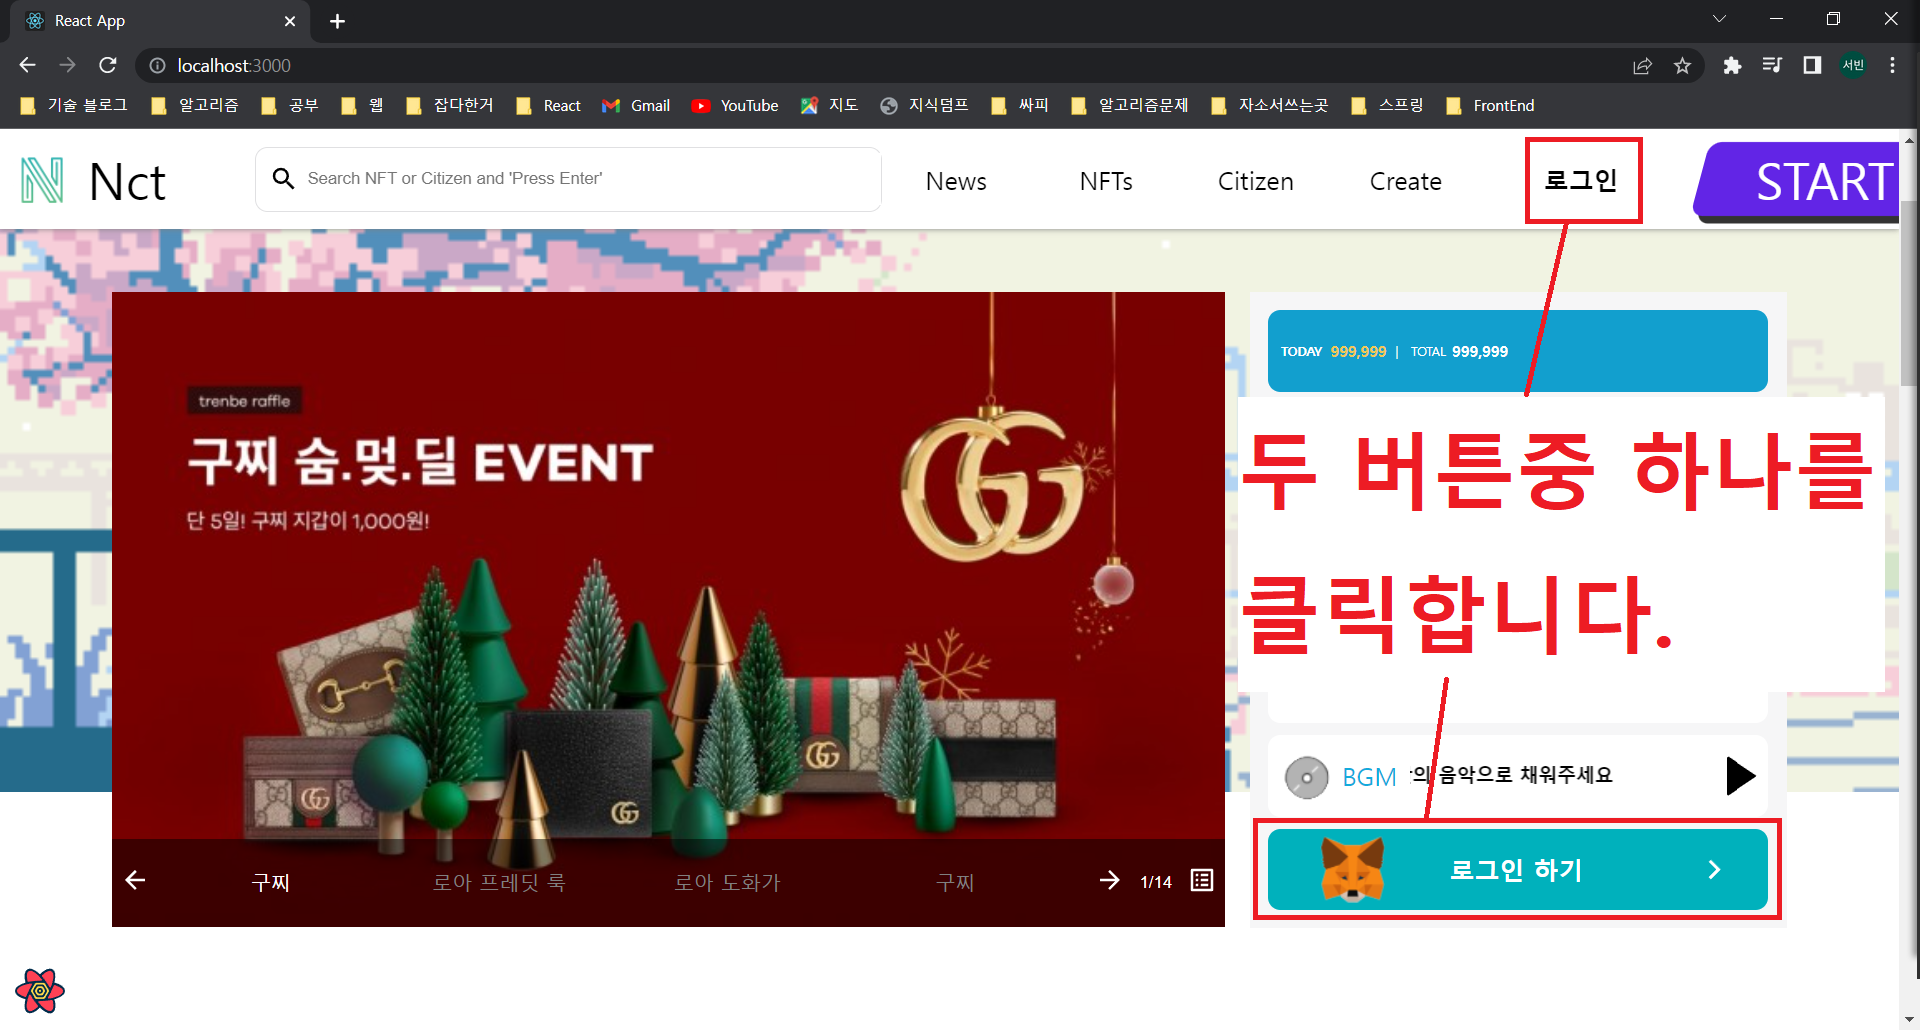 React App
localhost:3000
서빈
기술 블로그 알고리즘 공부 웹 잡다한거 React Gmail YouTube 지도 지식덤프 싸피 알고리즘문제 자소서쓰는곳 스프링 FrontEnd
Nct
Search NFT or Citizen and 'Press Enter'
News NFTs Citizen Create 로그인 START
TODAY 999,999 | TOTAL 999,999
trenbe raffle
구찌 숨.멎.딜 EVENT
단 5일! 구찌 지갑이 1,000원!
두 버튼중 하나를
클릭합니다.
BGM 의 음악으로 채워주세요
로그인 하기
구찌 로아 프레딧 룩 로아 도화가 구찌 1/14